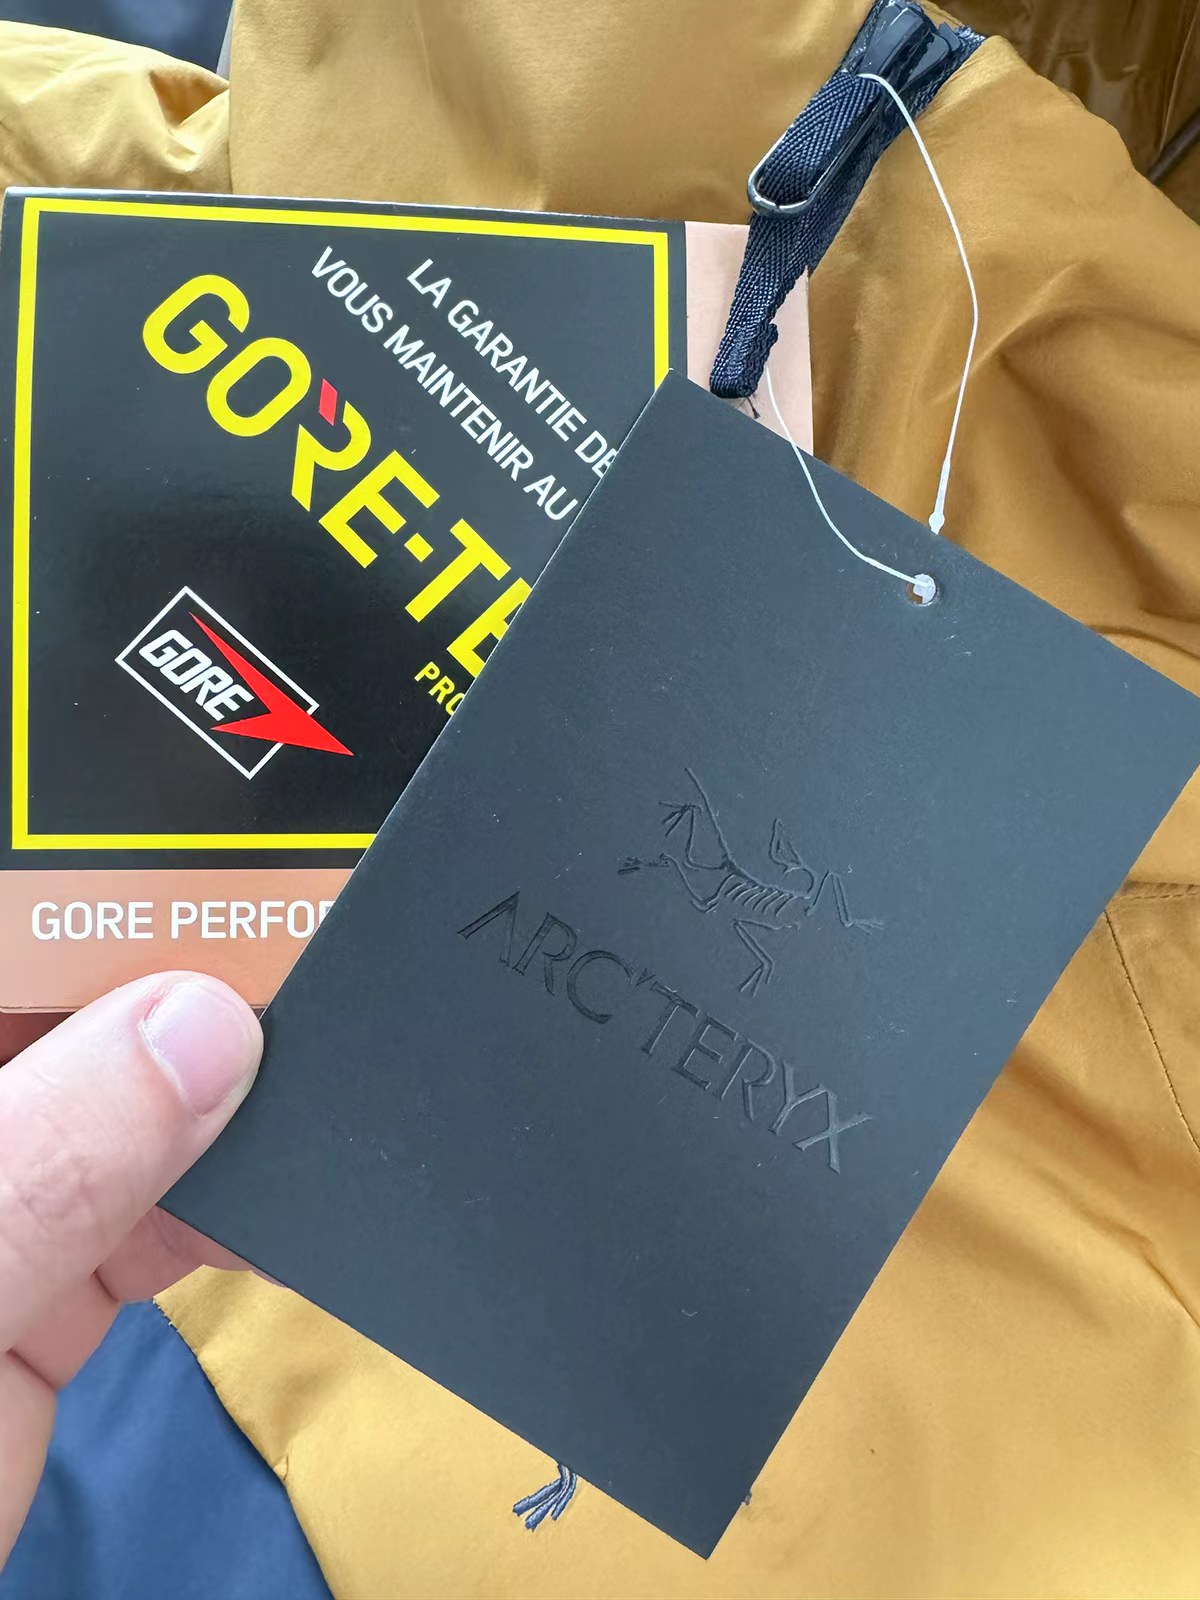 LA GARANTIE DE
VOUS MAINTENIR AU
GORE-TE
PRO
GORE
GORE PERFOR
ARC'TERYX